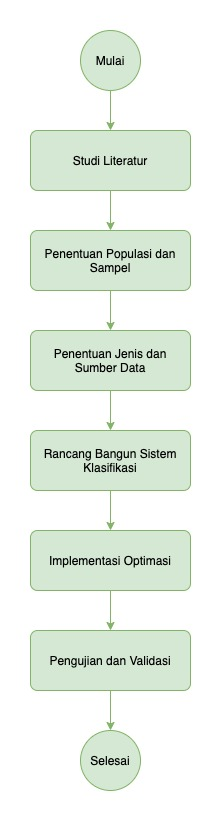 Mulai
Studi Literatur
Penentuan Populasi dan
Sampel
Penentuan Jenis dan
Sumber Data
Rancang Bangun Sistem
Klasifikasi
Implementasi Optimasi
Pengujian dan Validasi
Selesai